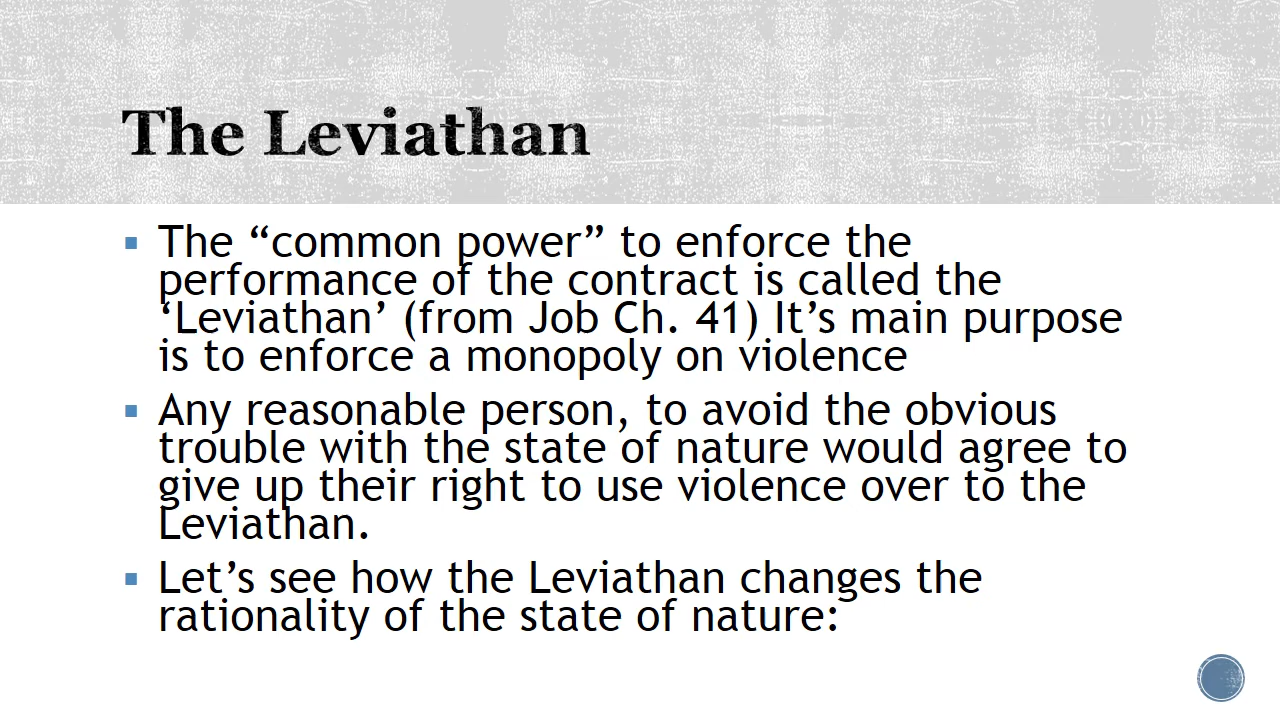 The Leviathan
▪ The “common power” to enforce the
performance of the contract is called the
‘Leviathan’ (from Job Ch. 41) It’s main purpose
is to enforce a monopoly on violence
▪ Any reasonable person, to avoid the obvious
trouble with the state of nature would agree to
give up their right to use violence over to the
Leviathan.
▪ Let’s see how the Leviathan changes the
rationality of the state of nature: